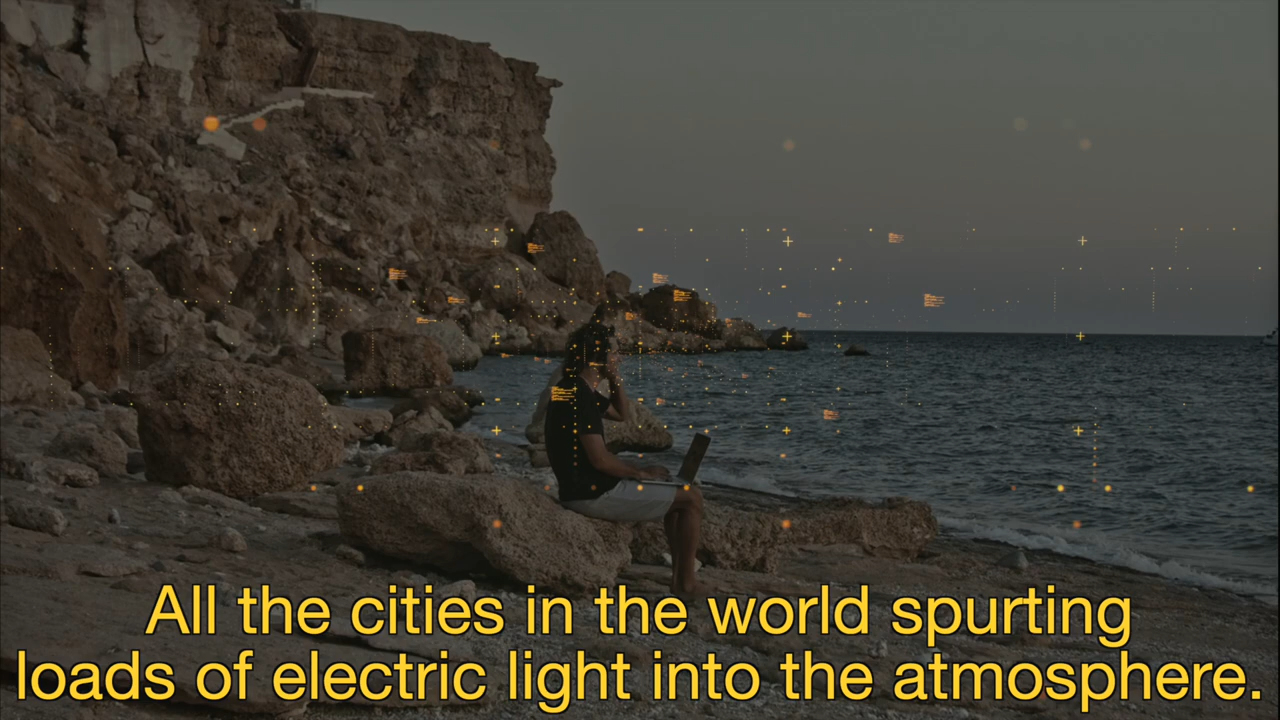 All the cities in the world spurting
loads of electric light into the atmosphere.